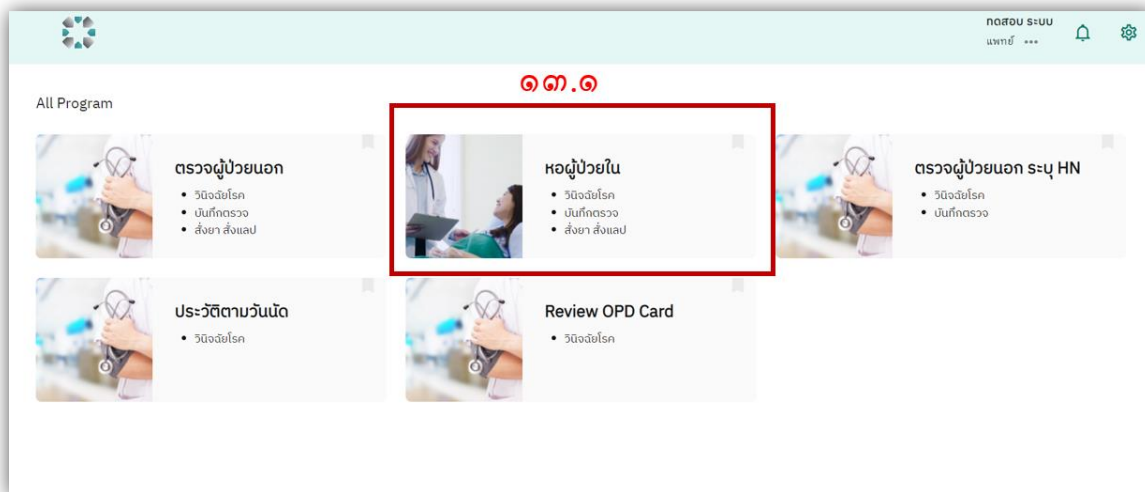 ทดสอบ ระบบ
แพทย์ •••
๑๓.๑
All Program
ตรวจผู้ป่วยนอก
• วินิจฉัยโรค
• บันทึกตรวจ
• สั่งยา สั่งแลป
หอผู้ป่วยใน
• วินิจฉัยโรค
• บันทึกตรวจ
• สั่งยา สั่งแลป
ตรวจผู้ป่วยนอก ระบุ HN
• วินิจฉัยโรค
• บันทึกตรวจ
ประวัติตามวันนัด
• วินิจฉัยโรค
Review OPD Card
• วินิจฉัยโรค